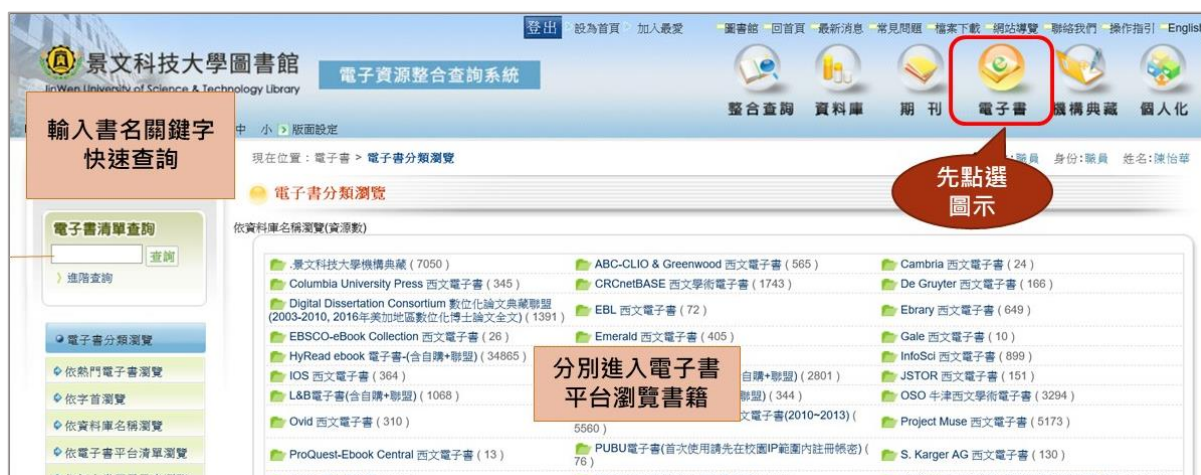 登出 設為首頁 加入最愛 圖書館 回首頁 最新消息 常見問題 檔案下載 網站導覽 聯絡我們 操作指引 English
景文科技大學圖書館
JinWen University of Science & Technology Library
電子資源整合查詢系統
整合查詢 資料庫 期刊 電子書 機構典藏 個人化
輸入書名關鍵字
快速查詢
中 小 版面設定
現在位置：電子書 > 電子書分類瀏覽
職員 身份:職員 姓名:陳怡華
先點選
圖示
電子書分類瀏覽
電子書清單查詢
查詢
進階查詢
依資料庫名稱瀏覽(資源數)
.景文科技大學機構典藏 ( 7050 ) ABC-CLIO & Greenwood 西文電子書 ( 565 ) Cambria 西文電子書 ( 24 )
Columbia University Press 西文電子書 ( 345 ) CRCnetBASE 西文學術電子書 ( 1743 ) De Gruyter 西文電子書 ( 166 )
Digital Dissertation Consortium 數位化論文典藏聯盟
(2003-2010, 2016年美加地區數位化博士論文全文) ( 1391 ) EBL 西文電子書 ( 72 ) Ebrary 西文電子書 ( 649 )
EBSCO-eBook Collection 西文電子書 ( 26 ) Emerald 西文電子書 ( 405 ) Gale 西文電子書 ( 10 )
HyRead ebook 電子書-(含自購+聯盟) ( 34865 ) InfoSci 西文電子書 ( 899 )
IOS 西文電子書 ( 364 ) 自購+聯盟) ( 2801 ) JSTOR 西文電子書 ( 151 )
L&B電子書(含自購+聯盟) ( 1068 ) 聯盟) ( 344 ) OSO 牛津西文學術電子書 ( 3294 )
Ovid 西文電子書 ( 310 ) 文電子書(2010~2013) (
5560 ) Project Muse 西文電子書 ( 5173 )
ProQuest-Ebook Central 西文電子書 ( 13 ) PUBU電子書(首次使用請先在校園IP範圍內註冊帳密) (
76 ) S. Karger AG 西文電子書 ( 130 )
分別進入電子書
平台瀏覽書籍
電子書分類瀏覽
依熱門電子書瀏覽
依字首瀏覽
依資料庫名稱瀏覽
依電子書平台清單瀏覽